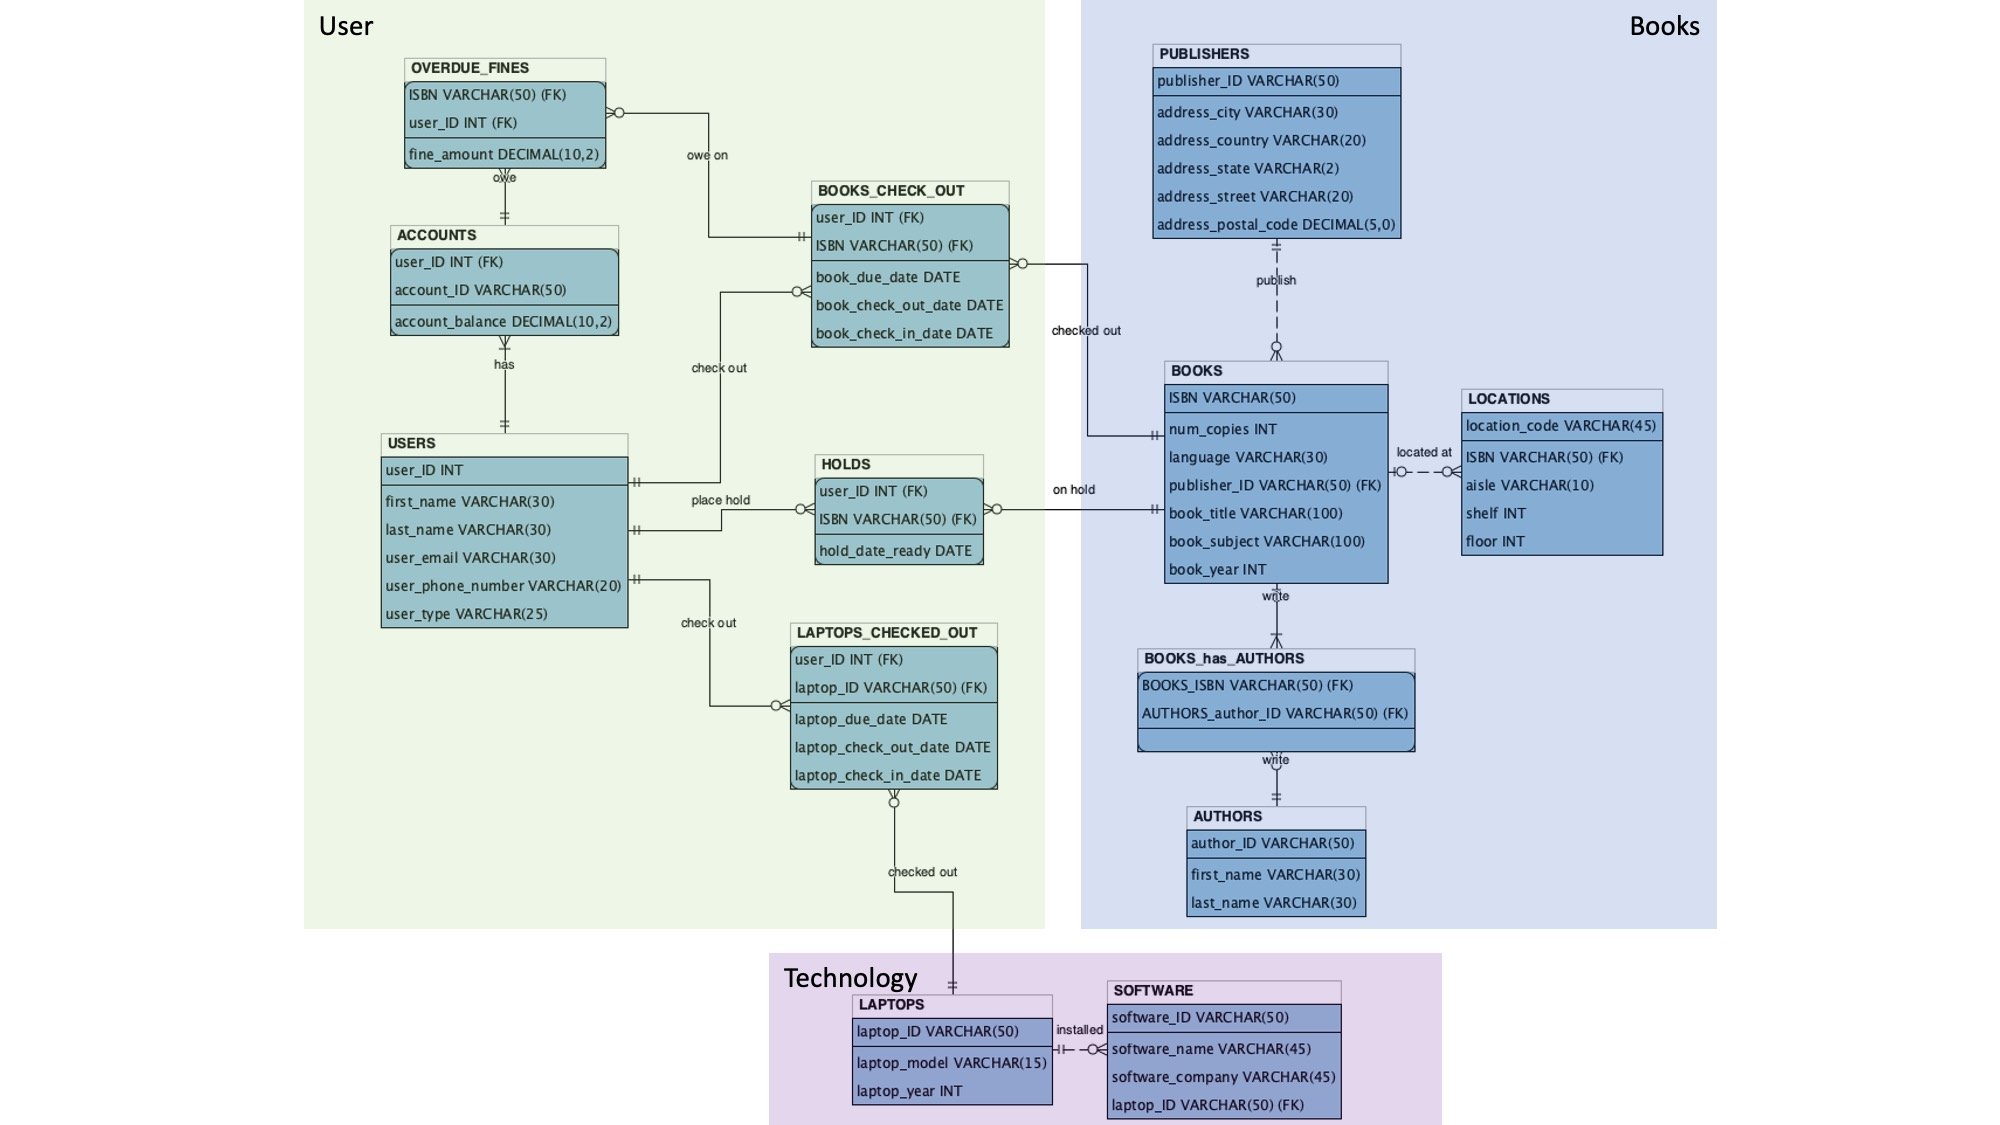 User
OVERDUE_FINES
ISBN VARCHAR(50) (FK)
user_ID INT (FK)
fine_amount DECIMAL(10,2)
owe on
owe
ACCOUNTS
user_ID INT (FK)
account_ID VARCHAR(50)
account_balance DECIMAL(10,2)
has
USERS
user_ID INT
first_name VARCHAR(30)
last_name VARCHAR(30)
user_email VARCHAR(30)
user_phone_number VARCHAR(20)
user_type VARCHAR(25)
BOOKS_CHECK_OUT
user_ID INT (FK)
ISBN VARCHAR(50) (FK)
book_due_date DATE
book_check_out_date DATE
book_check_in_date DATE
check out
place hold
HOLDS
user_ID INT (FK)
ISBN VARCHAR(50) (FK)
hold_date_ready DATE
check out
LAPTOPS_CHECKED_OUT
user_ID INT (FK)
laptop_ID VARCHAR(50) (FK)
laptop_due_date DATE
laptop_check_out_date DATE
laptop_check_in_date DATE
checked out
Books
PUBLISHERS
publisher_ID VARCHAR(50)
address_city VARCHAR(30)
address_country VARCHAR(20)
address_state VARCHAR(2)
address_street VARCHAR(20)
address_postal_code DECIMAL(5,0)
publish
checked out
on hold
BOOKS
ISBN VARCHAR(50)
num_copies INT
language VARCHAR(30)
publisher_ID VARCHAR(50) (FK)
book_title VARCHAR(100)
book_subject VARCHAR(100)
book_year INT
located at
LOCATIONS
location_code VARCHAR(45)
ISBN VARCHAR(50) (FK)
aisle VARCHAR(10)
shelf INT
floor INT
write
BOOKS_has_AUTHORS
BOOKS_ISBN VARCHAR(50) (FK)
AUTHORS_author_ID VARCHAR(50) (FK)
write
AUTHORS
author_ID VARCHAR(50)
first_name VARCHAR(30)
last_name VARCHAR(30)
Technology
LAPTOPS
laptop_ID VARCHAR(50)
laptop_model VARCHAR(15)
laptop_year INT
installed
SOFTWARE
software_ID VARCHAR(50)
software_name VARCHAR(45)
software_company VARCHAR(45)
laptop_ID VARCHAR(50) (FK)